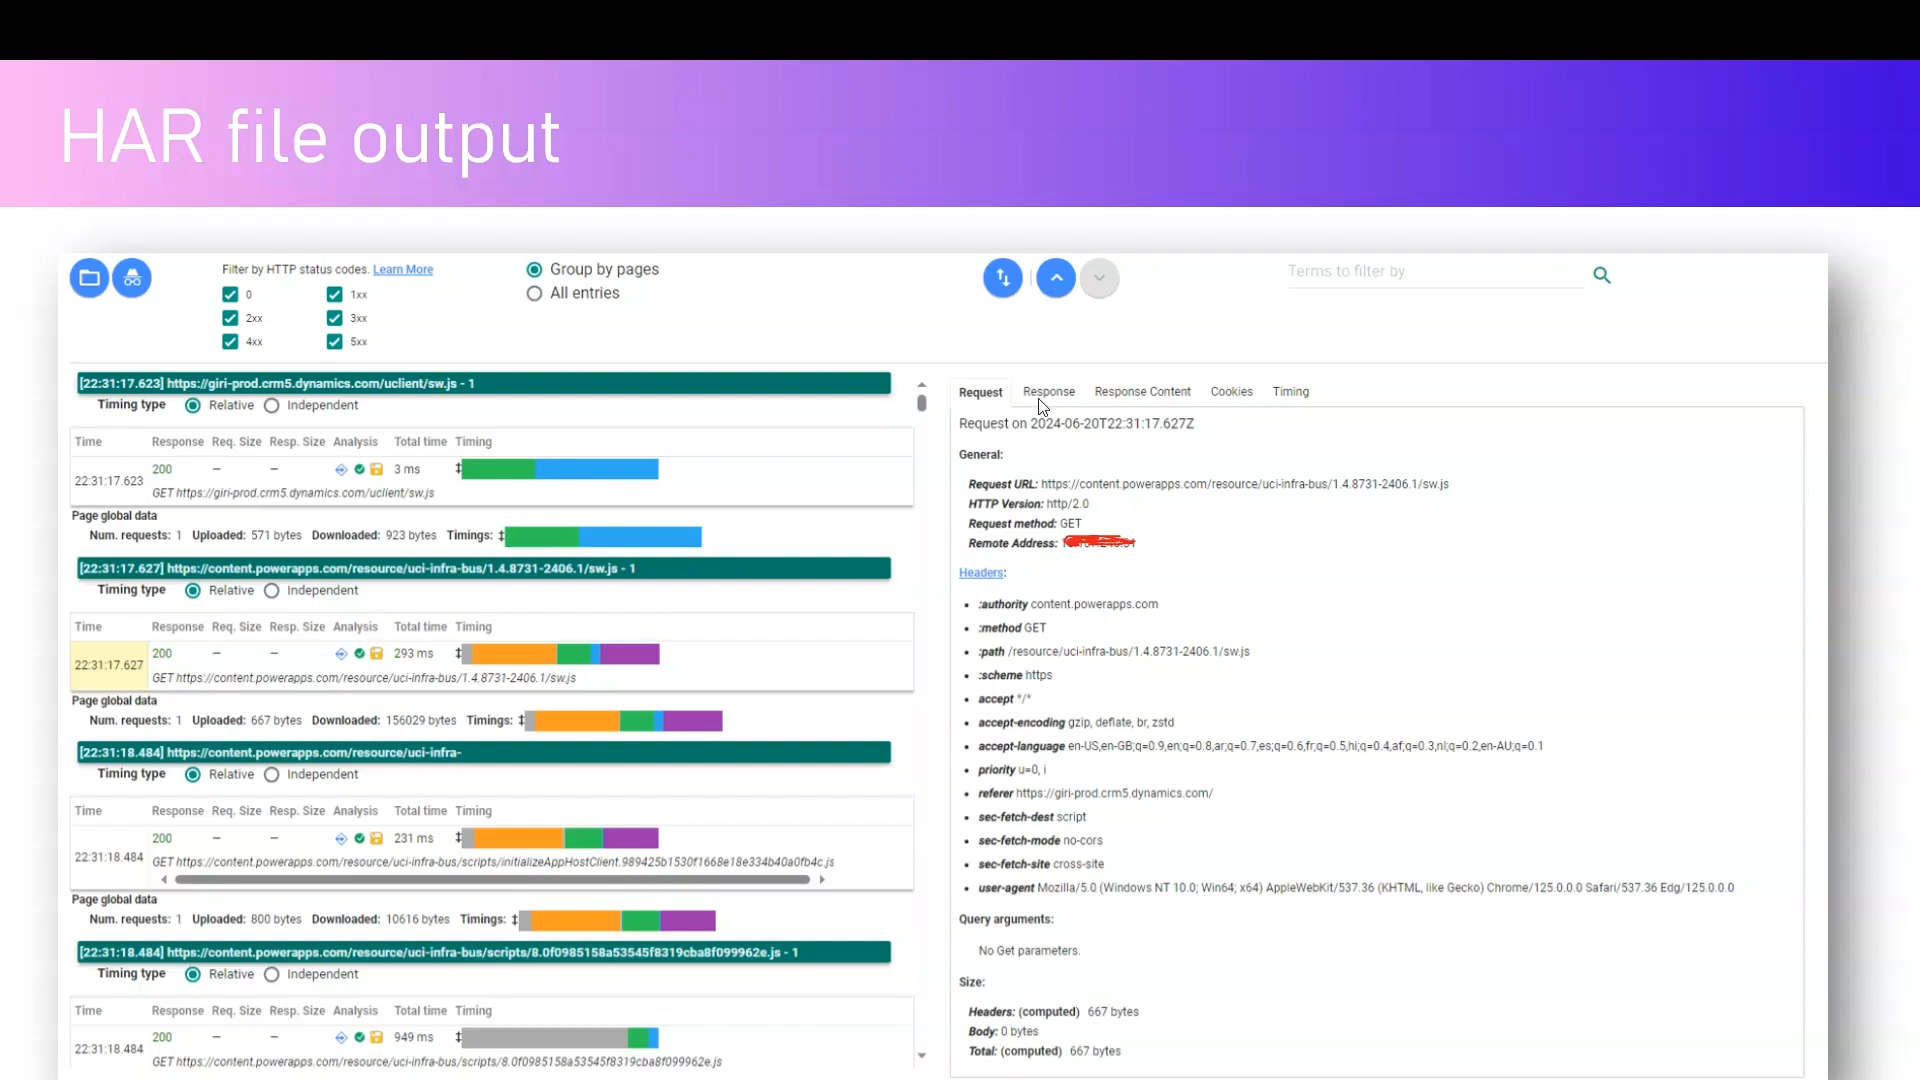 HAR file output
Filter by HTTP status codes. Learn More
0 1xx
2xx 3xx
4xx 5xx
Group by pages
All entries
Terms to filter by
[22:31:17.623] https://giri-prod.crm5.dynamics.com/uclient/sw.js - 1
Timing type Relative Independent
Time Response Req. Size Resp. Size Analysis Total time Timing
22:31:17.623 200 – – 3 ms
GET https://giri-prod.crm5.dynamics.com/uclient/sw.js
Page global data
Num. requests: 1 Uploaded: 571 bytes Downloaded: 923 bytes Timings:
[22:31:17.627] https://content.powerapps.com/resource/uci-infra-bus/1.4.8731-2406.1/sw.js - 1
Timing type Relative Independent
Time Response Req. Size Resp. Size Analysis Total time Timing
22:31:17.627 200 – – 293 ms
GET https://content.powerapps.com/resource/uci-infra-bus/1.4.8731-2406.1/sw.js
Page global data
Num. requests: 1 Uploaded: 667 bytes Downloaded: 156029 bytes Timings:
[22:31:18.484] https://content.powerapps.com/resource/uci-infra-
Timing type Relative Independent
Time Response Req. Size Resp. Size Analysis Total time Timing
22:31:18.484 200 – – 231 ms
GET https://content.powerapps.com/resource/uci-infra-bus/scripts/initializeAppHostClient.989425b1530f1668e18e334b40a0fb4c.js
Page global data
Num. requests: 1 Uploaded: 800 bytes Downloaded: 10616 bytes Timings:
[22:31:18.484] https://content.powerapps.com/resource/uci-infra-bus/scripts/8.0f0985158a53545f8319cba8f099962e.js - 1
Timing type Relative Independent
Time Response Req. Size Resp. Size Analysis Total time Timing
22:31:18.484 200 – – 949 ms
GET https://content.powerapps.com/resource/uci-infra-bus/scripts/8.0f0985158a53545f8319cba8f099962e.js
Request Response Response Content Cookies Timing
Request on 2024-06-20T22:31:17.627Z
General:
Request URL: https://content.powerapps.com/resource/uci-infra-bus/1.4.8731-2406.1/sw.js
HTTP Version: http/2.0
Request method: GET
Remote Address:
Headers:
:authority content.powerapps.com
:method GET
:path /resource/uci-infra-bus/1.4.8731-2406.1/sw.js
:scheme https
accept */*
accept-encoding gzip, deflate, br, zstd
accept-language en-US,en-GB;q=0.9,en;q=0.8,ar;q=0.7,es;q=0.6,fr;q=0.5,hi;q=0.4,af;q=0.3,nl;q=0.2,en-AU;q=0.1
priority u=0, i
referer https://giri-prod.crm5.dynamics.com/
sec-fetch-dest script
sec-fetch-mode no-cors
sec-fetch-site cross-site
user-agent Mozilla/5.0 (Windows NT 10.0; Win64; x64) AppleWebKit/537.36 (KHTML, like Gecko) Chrome/125.0.0.0 Safari/537.36 Edg/125.0.0.0
Query arguments:
No Get parameters.
Size:
Headers: (computed) 667 bytes
Body: 0 bytes
Total: (computed) 667 bytes